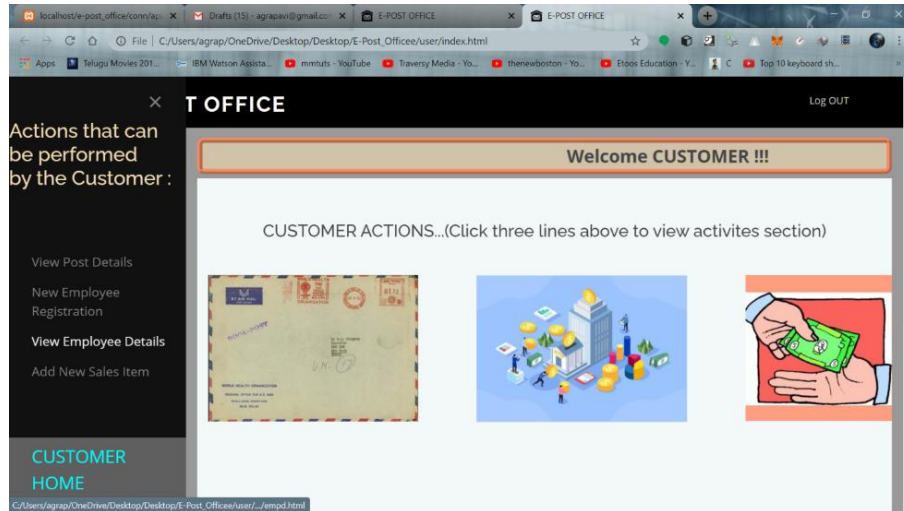 localhost/e-post_office/conn/ap
Drafts (15) - agrapavi@gmail.co
E-POST OFFICE
E-POST OFFICE
File | C:/Users/agrap/OneDrive/Desktop/Desktop/E-Post_Officee/user/index.html
Apps
Telugu Movies 201...
IBM Watson Assista...
mmtuts - YouTube
Traversy Media - Yo...
thenewboston - Yo...
Etoos Education - Y...
C
Top 10 keyboard sh...
T OFFICE
Log OUT
×
Actions that can
be performed
by the Customer :
View Post Details
New Employee
Registration
View Employee Details
Add New Sales Item
CUSTOMER
HOME
Welcome CUSTOMER !!!
CUSTOMER ACTIONS...(Click three lines above to view activites section)
WORLD HEALTH ORGANIZATION
C:/Users/agrap/OneDrive/Desktop/Desktop/E-Post_Officee/user/.../empd.html